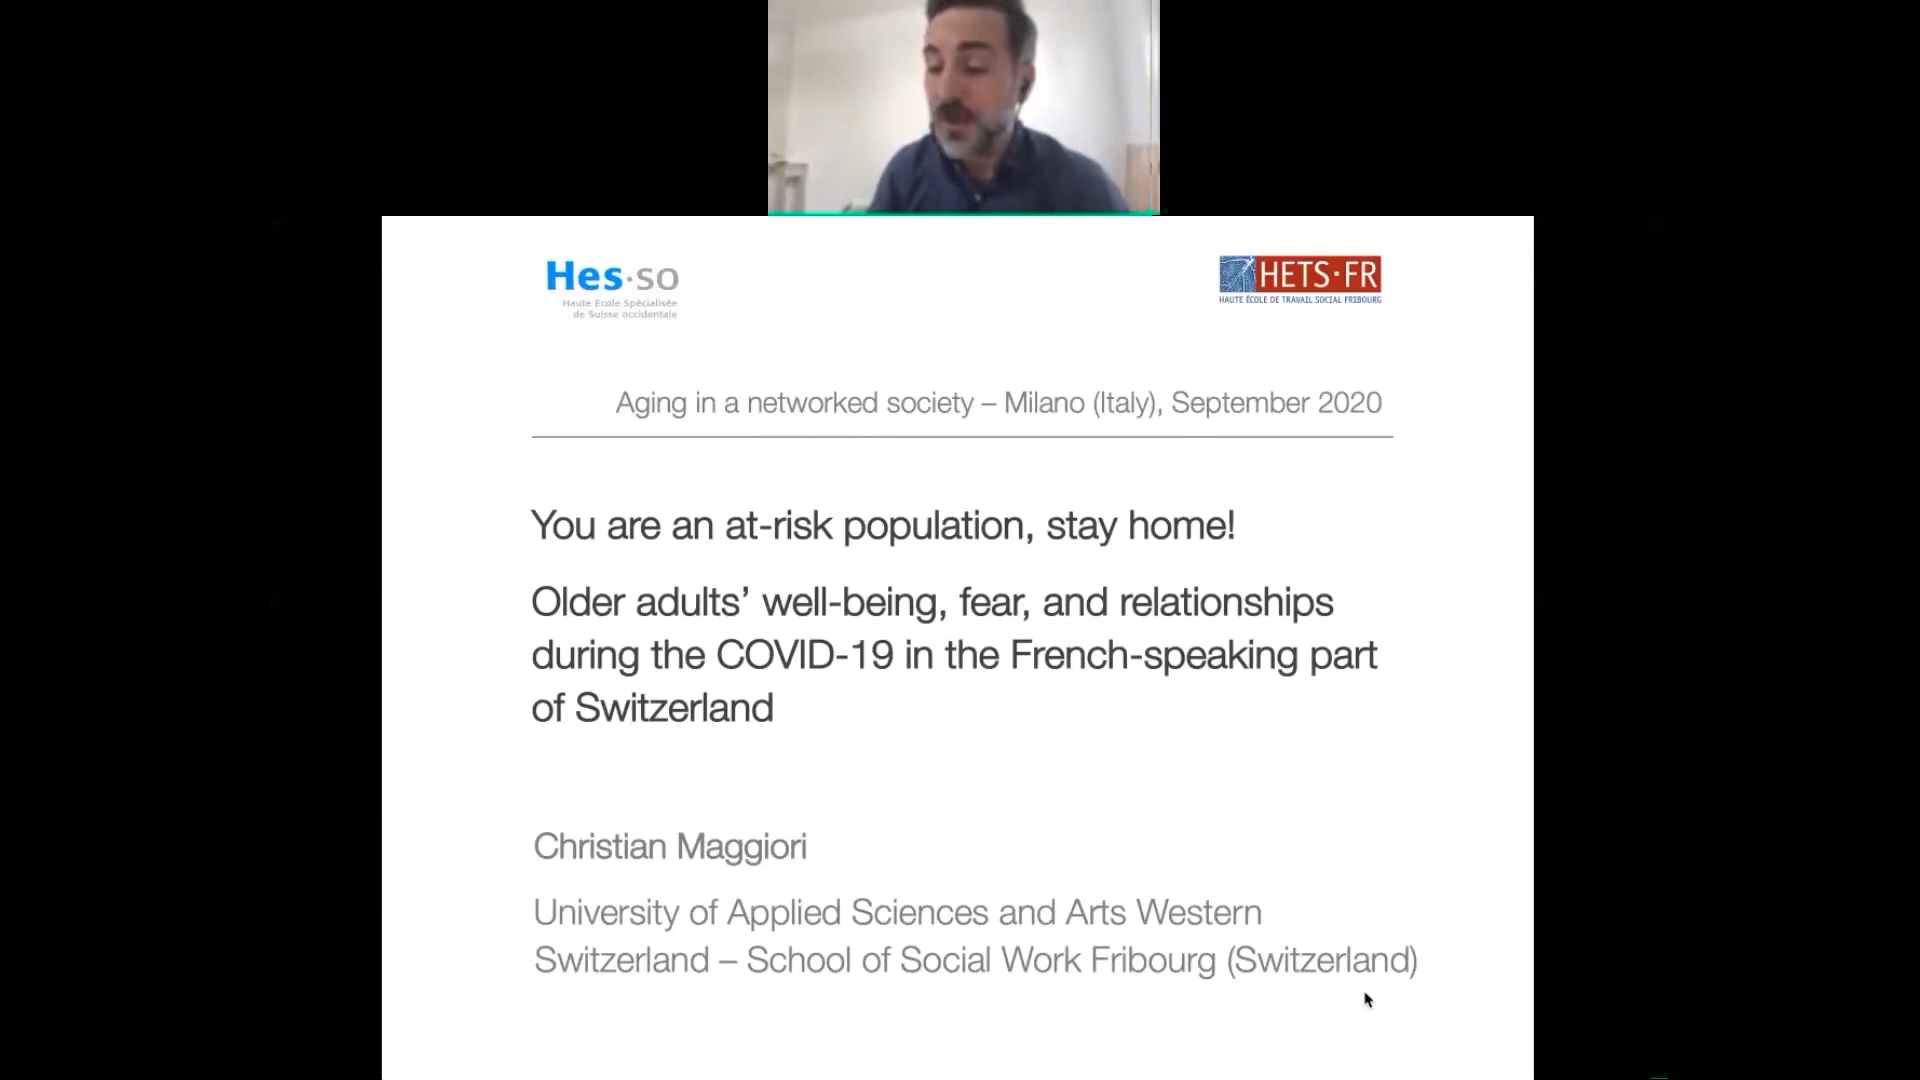 Hes·so
Haute Ecole Spécialisée
de Suisse occidentale
HETS·FR
HAUTE ÉCOLE DE TRAVAIL SOCIAL FRIBOURG
Aging in a networked society – Milano (Italy), September 2020
You are an at-risk population, stay home!
Older adults’ well-being, fear, and relationships
during the COVID-19 in the French-speaking part
of Switzerland
Christian Maggiori
University of Applied Sciences and Arts Western
Switzerland – School of Social Work Fribourg (Switzerland)